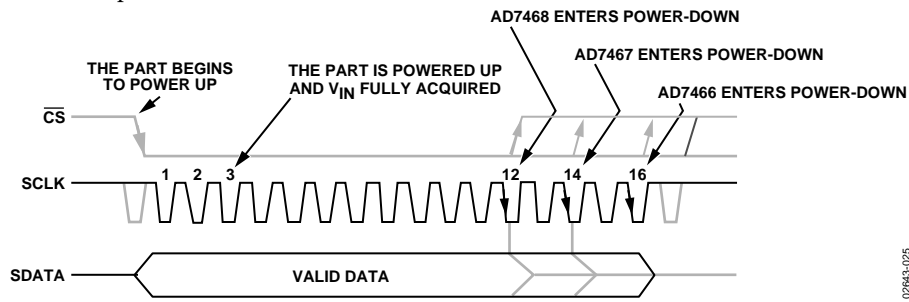 AD7468 ENTERS POWER-DOWN
AD7467 ENTERS POWER-DOWN
THE PART BEGINS
TO POWER UP
THE PART IS POWERED UP
AND VIN FULLY ACQUIRED
AD7466 ENTERS POWER-DOWN
CS
SCLK
1 2 3 12 14 16
SDATA
VALID DATA
02643-025